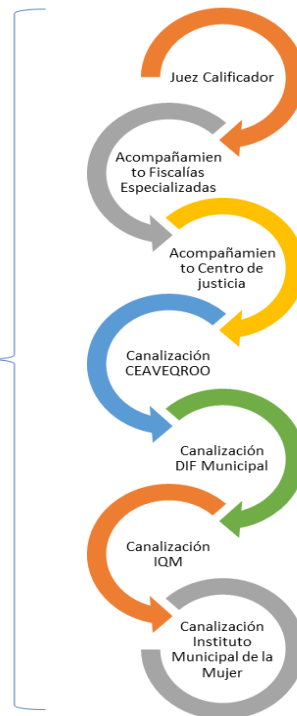 Juez Calificador
Acompañamien
to Fiscalías
Especializadas
Acompañamien
to Centro de
justicia
Canalización
CEAVEQROO
Canalización
DIF Municipal
Canalización
IQM
Canalización
Instituto
Municipal de la
Mujer